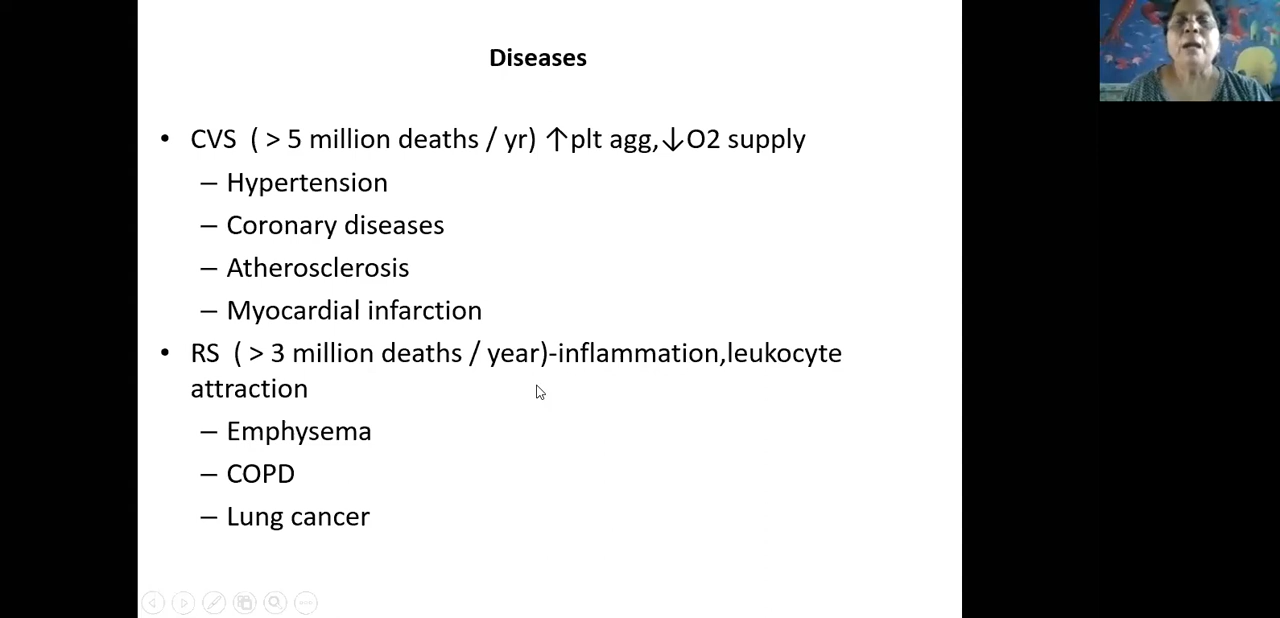 Diseases
• CVS ( > 5 million deaths / yr) ↑plt agg,↓O2 supply
– Hypertension
– Coronary diseases
– Atherosclerosis
– Myocardial infarction
• RS ( > 3 million deaths / year)-inflammation,leukocyte
attraction
– Emphysema
– COPD
– Lung cancer